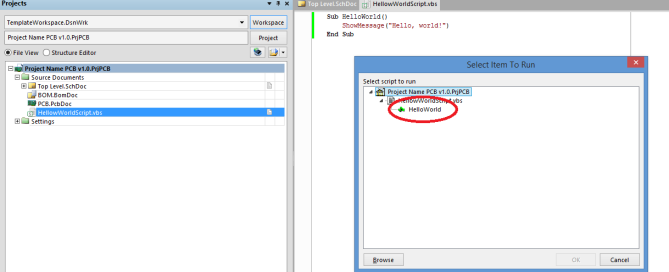 Projects
TemplateWorkspace.DsnWrk
Workspace
Project Name PCB v1.0.PrjPCB
Project
File View
Structure Editor
Project Name PCB v1.0.PrjPCB
Source Documents
Top Level.SchDoc
BOM.BomDoc
PCB.PcbDoc
HellowWorldScript.vbs
Settings
Top Level.SchDoc
HellowWorldScript.vbs
Sub HelloWorld()
ShowMessage("Hello, world!")
End Sub
Select Item To Run
Select script to run
Project Name PCB v1.0.PrjPCB
HellowWorldScript.vbs
HelloWorld
Browse
OK
Cancel